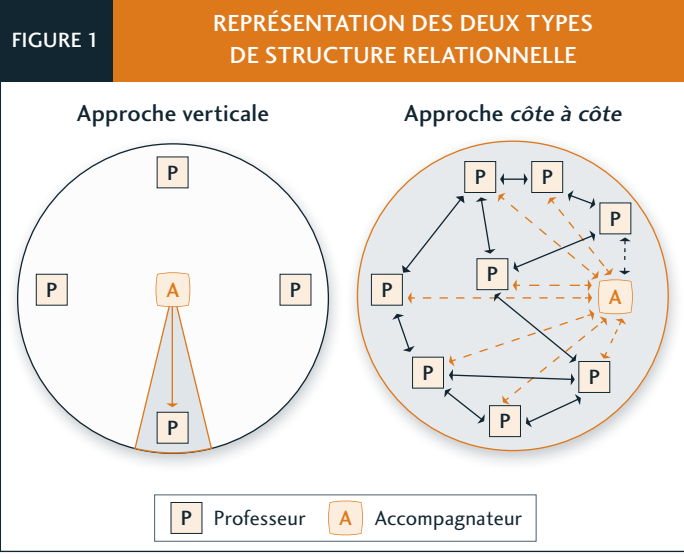 FIGURE 1
REPRÉSENTATION DES DEUX TYPES
DE STRUCTURE RELATIONNELLE
Approche verticale
P
P
A
P
P
Approche côte à côte
P
P
P
P
P
A
P
P
P
P Professeur
A Accompagnateur